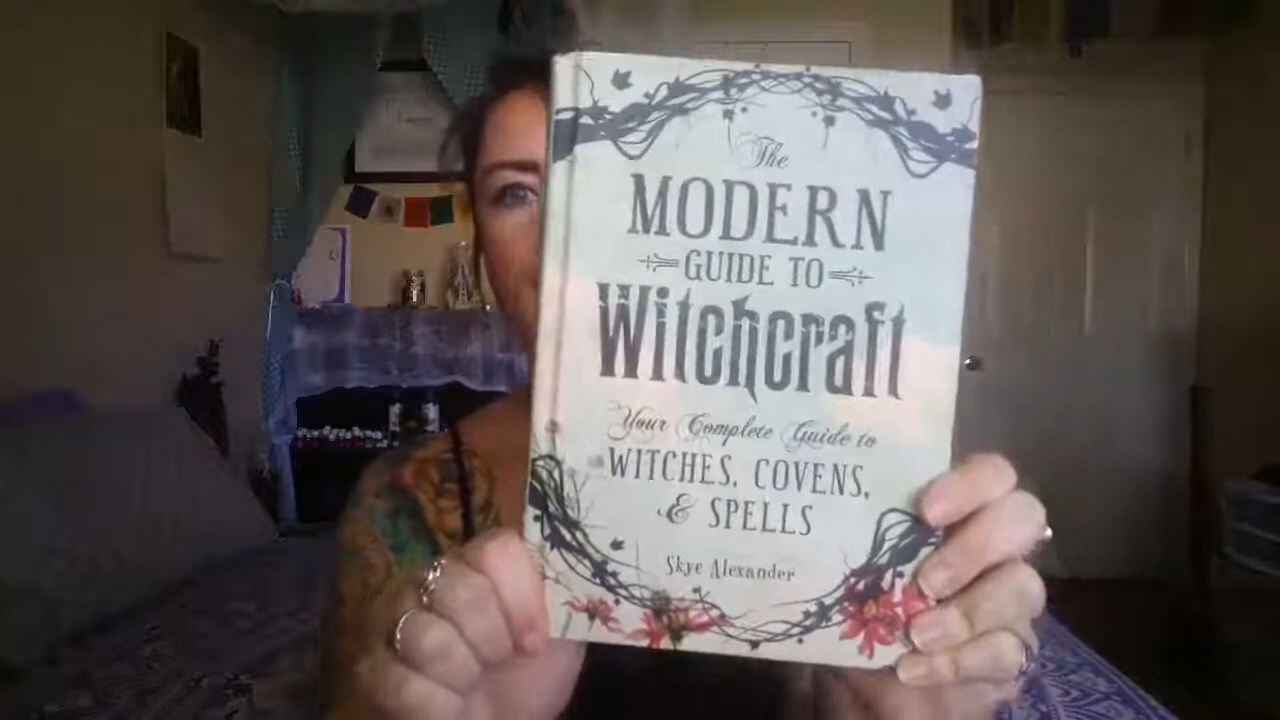 The
MODERN
GUIDE TO
Witchcraft
Your Complete Guide to
WITCHES, COVENS,
& SPELLS
Skye Alexander